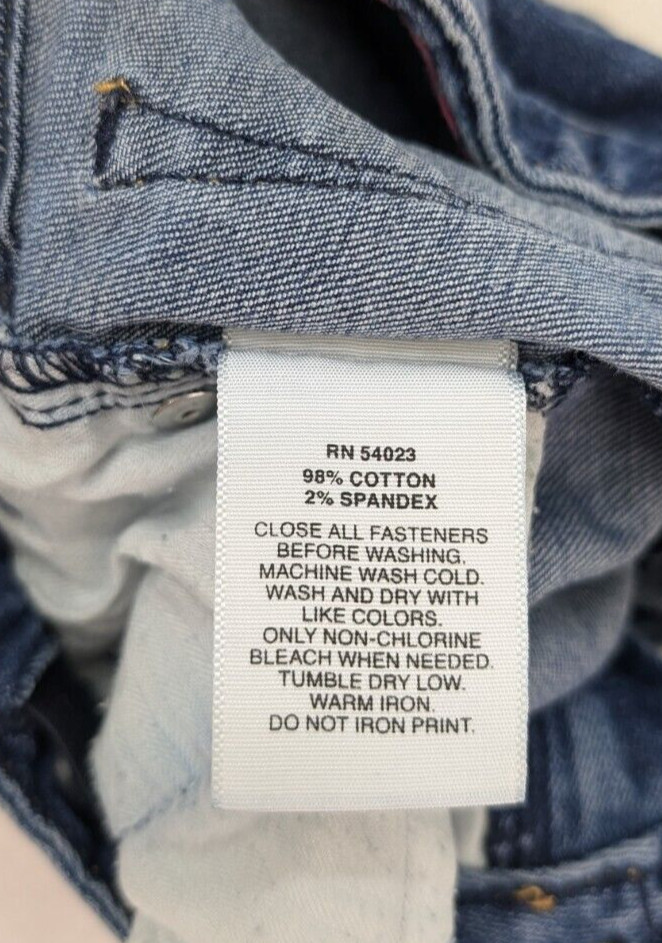 RN 54023
98% COTTON
2% SPANDEX
CLOSE ALL FASTENERS
BEFORE WASHING.
MACHINE WASH COLD.
WASH AND DRY WITH
LIKE COLORS.
ONLY NON-CHLORINE
BLEACH WHEN NEEDED.
TUMBLE DRY LOW.
WARM IRON.
DO NOT IRON PRINT.